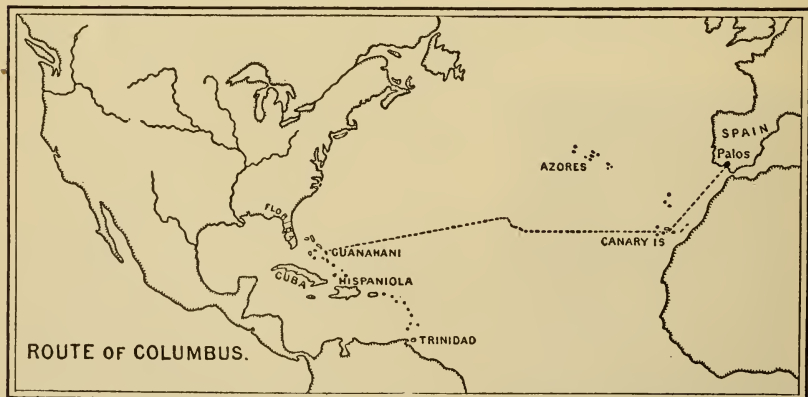 SPAIN
Palos
AZORES
FLOR
CANARY IS
GUANAHANI
CUBA
HISPANIOLA
TRINIDAD
ROUTE OF COLUMBUS.